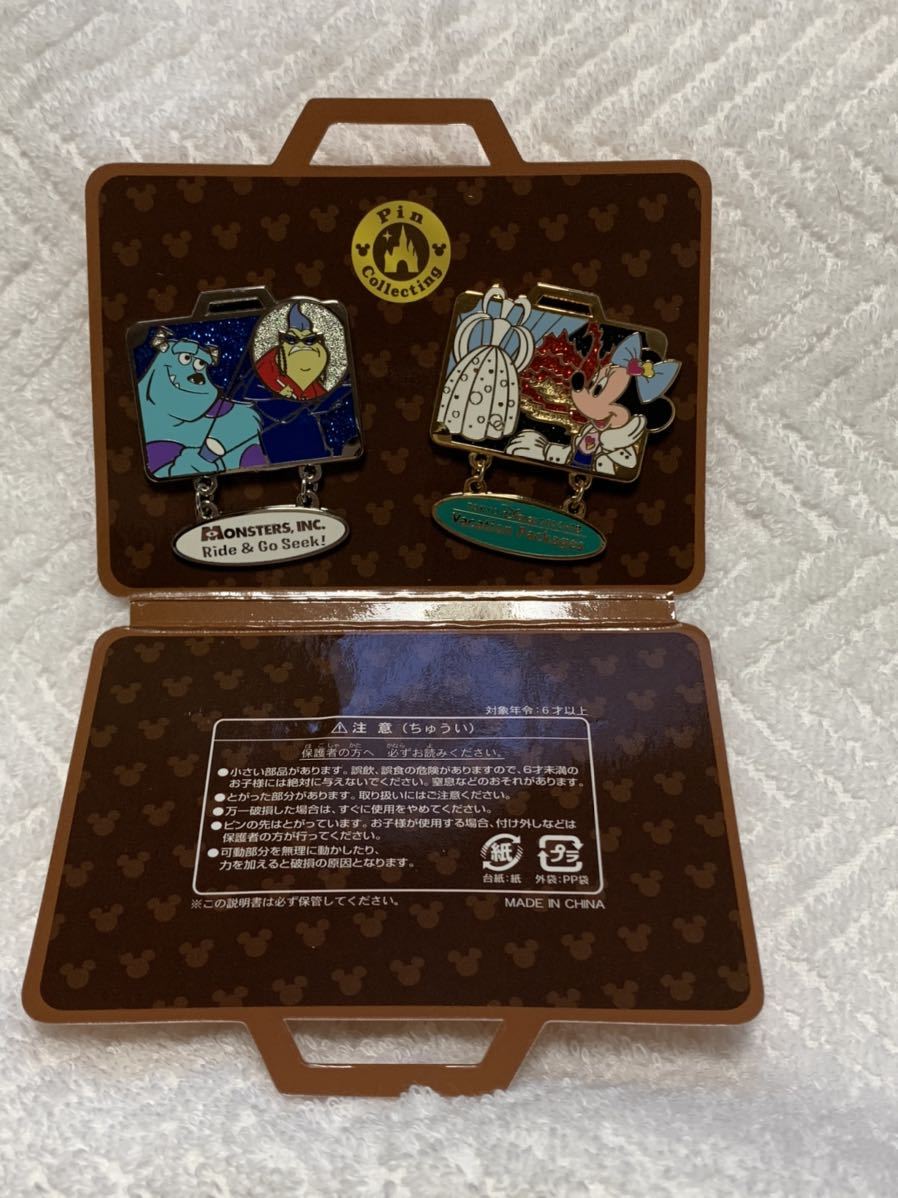 Pin
Collecting
MONSTERS, INC.
Ride & Go Seek!
Vacation Packages
対象年令:6才以上
⚠注 意(ちゅうい)
保護者の方へ 必ずお読みください。
●小さい部品があります。誤飲、誤食の危険がありますので、6才未満の
お子様には絶対に与えないでください。窒息などのおそれがあります。
●とがった部分があります。取り扱いにはご注意ください。
●万一破損した場合は、すぐに使用をやめてください。
●ピンの先はとがっています。お子様が使用する場合、付け外しなどは
保護者の方が行ってください。
●可動部分を無理に動かしたり、
力を加えると破損の原因となります。
紙 プラ
台紙:紙 外袋:PP袋
※この説明書は必ず保管してください。 MADE IN CHINA